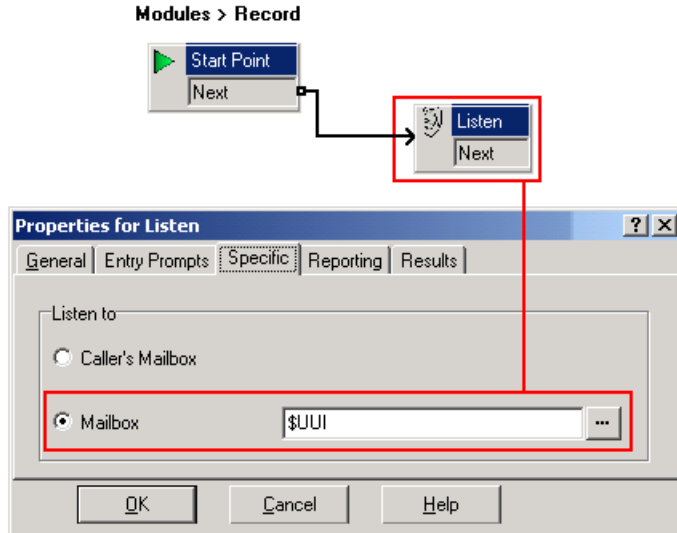 Modules > Record
Start Point
Next
Listen
Next
Properties for Listen
General Entry Prompts Specific Reporting Results
Listen to
Caller's Mailbox
Mailbox $UUI ...
OK Cancel Help